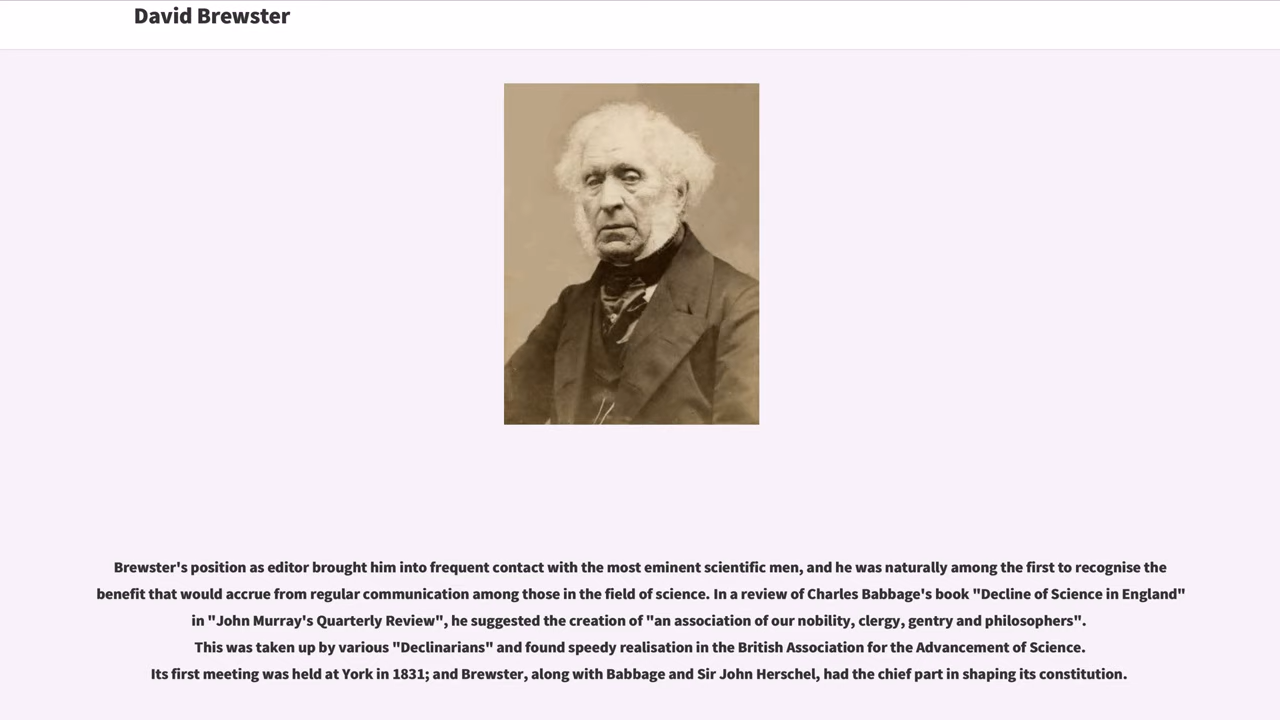 David Brewster
Brewster's position as editor brought him into frequent contact with the most eminent scientific men, and he was naturally among the first to recognise the
benefit that would accrue from regular communication among those in the field of science. In a review of Charles Babbage's book "Decline of Science in England"
in "John Murray's Quarterly Review", he suggested the creation of "an association of our nobility, clergy, gentry and philosophers".
This was taken up by various "Declinarians" and found speedy realisation in the British Association for the Advancement of Science.
Its first meeting was held at York in 1831; and Brewster, along with Babbage and Sir John Herschel, had the chief part in shaping its constitution.